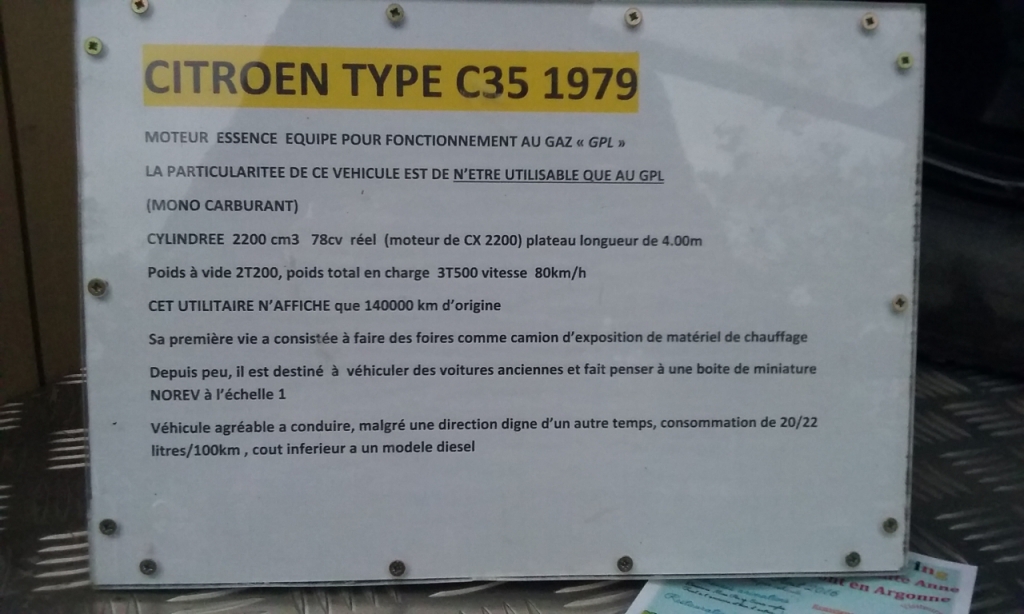 CITROEN TYPE C35 1979
MOTEUR ESSENCE EQUIPE POUR FONCTIONNEMENT AU GAZ « GPL »
LA PARTICULARITEE DE CE VEHICULE EST DE N’ETRE UTILISABLE QUE AU GPL
(MONO CARBURANT)
CYLINDREE 2200 cm3 78cv réel (moteur de CX 2200) plateau longueur de 4.00m
Poids à vide 2T200, poids total en charge 3T500 vitesse 80km/h
CET UTILITAIRE N’AFFICHE que 140000 km d’origine
Sa première vie a consistée à faire des foires comme camion d’exposition de matériel de chauffage
Depuis peu, il est destiné à véhiculer des voitures anciennes et fait penser à une boite de miniature
NOREV à l’échelle 1
Véhicule agréable a conduire, malgré une direction digne d’un autre temps, consommation de 20/22
litres/100km , cout inferieur a un modele diesel
Anne
en Argonne